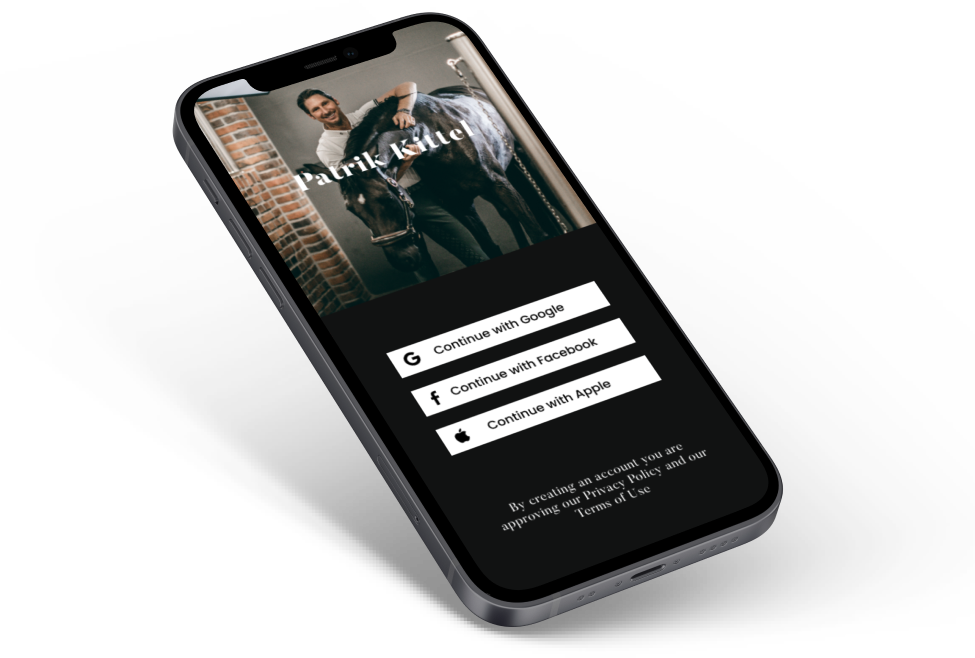 Patrik Kittel
Continue with Google
Continue with Facebook
Continue with Apple
By creating an account you are
approving our Privacy Policy and our
Terms of Use